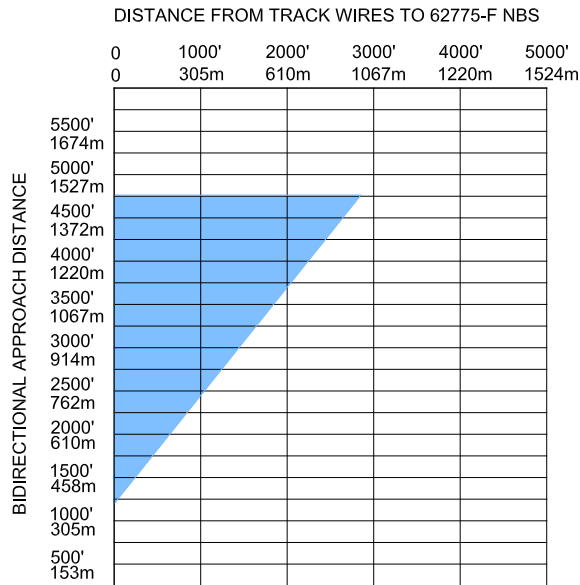 DISTANCE FROM TRACK WIRES TO 62775-F NBS
0 1000' 2000' 3000' 4000' 5000'
0 305m 610m 1067m 1220m 1524m
BIDIRECTIONAL APPROACH DISTANCE
5500'
1674m
5000'
1527m
4500'
1372m
4000'
1220m
3500'
1067m
3000'
914m
2500'
762m
2000'
610m
1500'
458m
1000'
305m
500'
153m